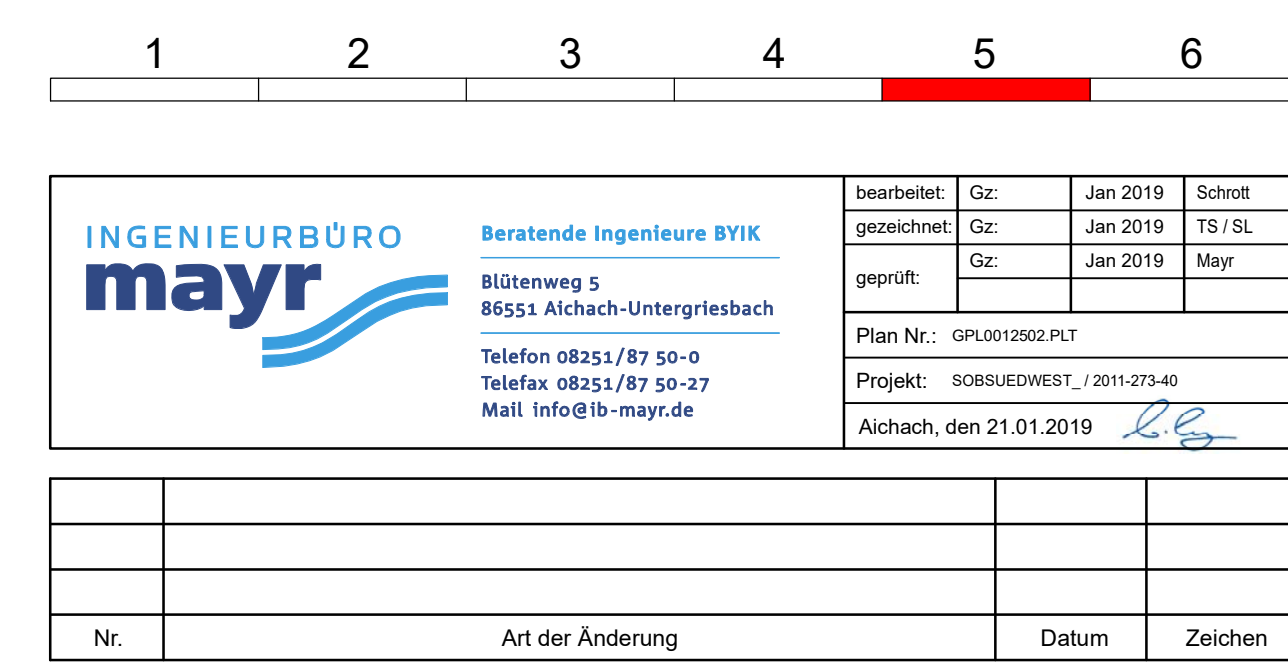 1 2 3 4 5 6
INGENIEURBÜRO
mayr
Beratende Ingenieure BYIK
Blütenweg 5
86551 Aichach-Untergriesbach
Telefon 08251/87 50-0
Telefax 08251/87 50-27
Mail info@ib-mayr.de
bearbeitet: Gz: Jan 2019 Schrott
gezeichnet: Gz: Jan 2019 TS / SL
geprüft: Gz: Jan 2019 Mayr
Plan Nr.: GPL0012502.PLT
Projekt: SOBSUEDWEST_ / 2011-273-40
Aichach, den 21.01.2019
Nr. Art der Änderung Datum Zeichen